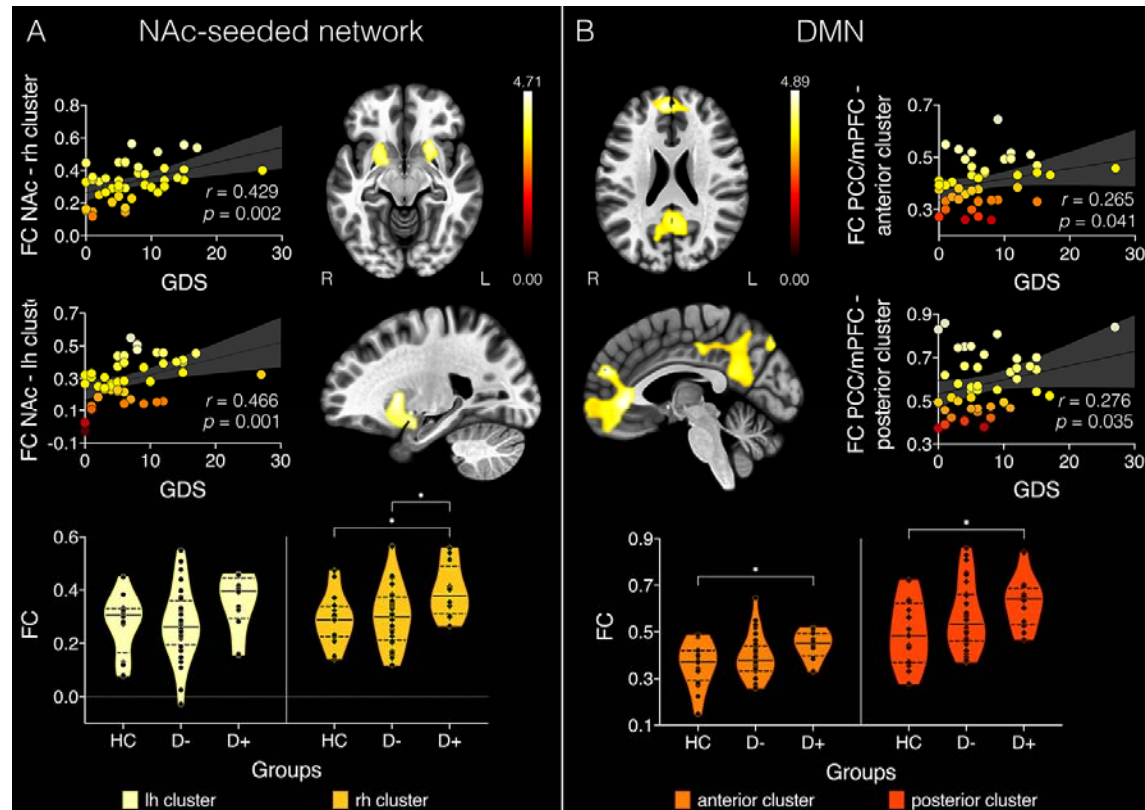 A NAc-seeded network
B DMN
FC NAc - rh cluster
0.8
0.6
0.4
0.2
0.0
r = 0.429
p = 0.002
0 10 20 30
GDS
4.71
0.00
R L
FC NAc - lh cluste
0.7
0.5
0.3
0.1
-0.1
r = 0.466
p = 0.001
0 10 20 30
GDS
4.89
0.00
R L
FC PCC/mPFC -
anterior cluster
0.7
0.5
0.3
r = 0.265
p = 0.041
0 10 20 30
GDS
FC PCC/mPFC -
posterior cluster
0.9
0.7
0.5
0.3
r = 0.276
p = 0.035
0 10 20 30
GDS
FC
0.6
0.4
0.2
0.0
* 
*
HC D- D+ HC D- D+
Groups
lh cluster rh cluster
FC
0.9
0.7
0.5
0.3
0.1
*
*
HC D- D+ HC D- D+
Groups
anterior cluster posterior cluster